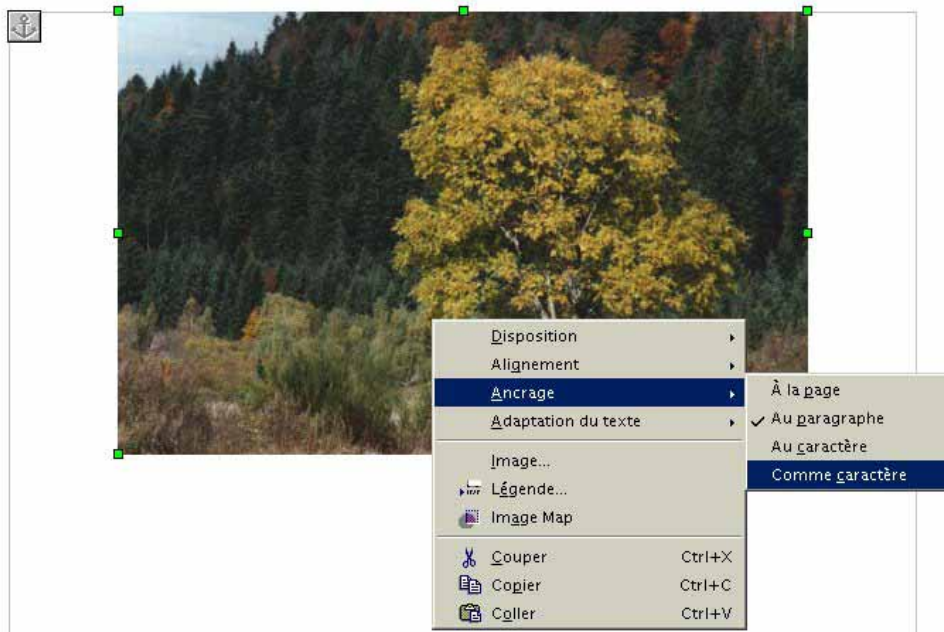 Disposition
Alignement
Ancrage
Adaptation du texte
Image...
Légende...
Image Map
Couper Ctrl+X
Copier Ctrl+C
Coller Ctrl+V
À la page
Au paragraphe
Au caractère
Comme caractère